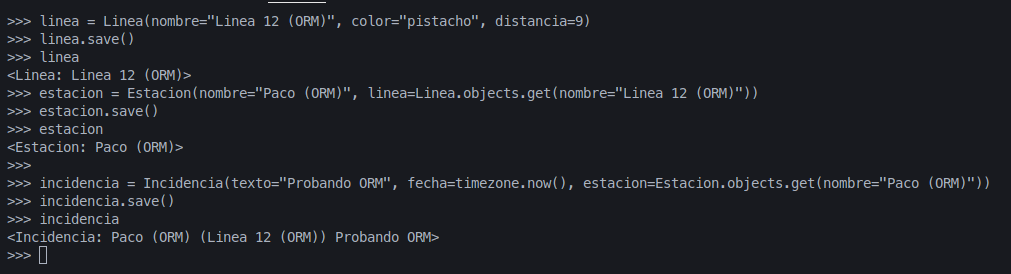 >>> linea = Linea(nombre="Linea 12 (ORM)", color="pistacho", distancia=9)
>>> linea.save()
>>> linea
<Linea: Linea 12 (ORM)>
>>> estacion = Estacion(nombre="Paco (ORM)", linea=Linea.objects.get(nombre="Linea 12 (ORM)"))
>>> estacion.save()
>>> estacion
<Estacion: Paco (ORM)>
>>>
>>> incidencia = Incidencia(texto="Probando ORM", fecha=timezone.now(), estacion=Estacion.objects.get(nombre="Paco (ORM)"))
>>> incidencia.save()
>>> incidencia
<Incidencia: Paco (ORM) (Linea 12 (ORM)) Probando ORM>
>>>